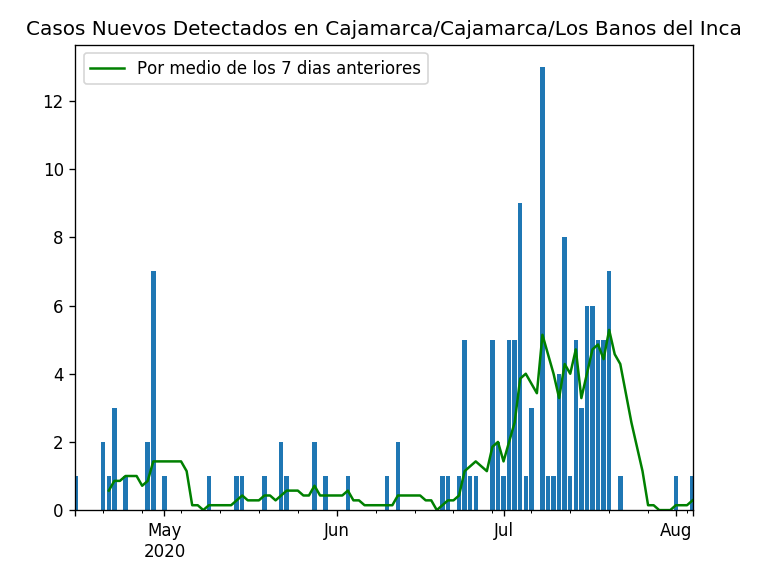 Casos Nuevos Detectados en Cajamarca/Cajamarca/Los Banos del Inca
Por medio de los 7 dias anteriores
12
10
8
6
4
2
0
May Jun Jul Aug
2020